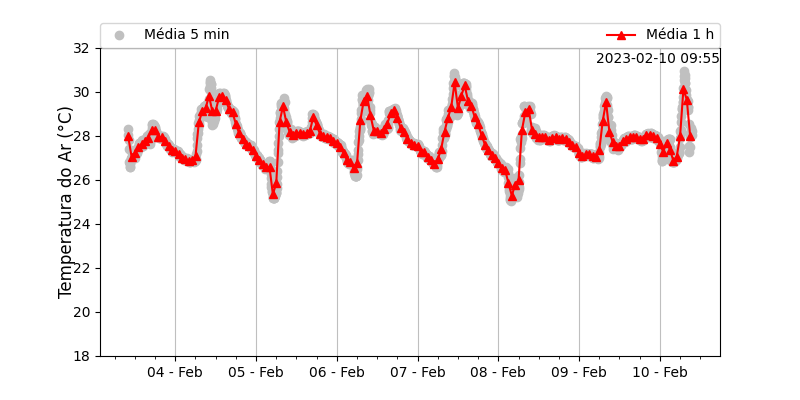 Média 5 min
Média 1 h
2023-02-10 09:55
Temperatura do Ar (°C)
32
30
28
26
24
22
20
18
04 - Feb
05 - Feb
06 - Feb
07 - Feb
08 - Feb
09 - Feb
10 - Feb